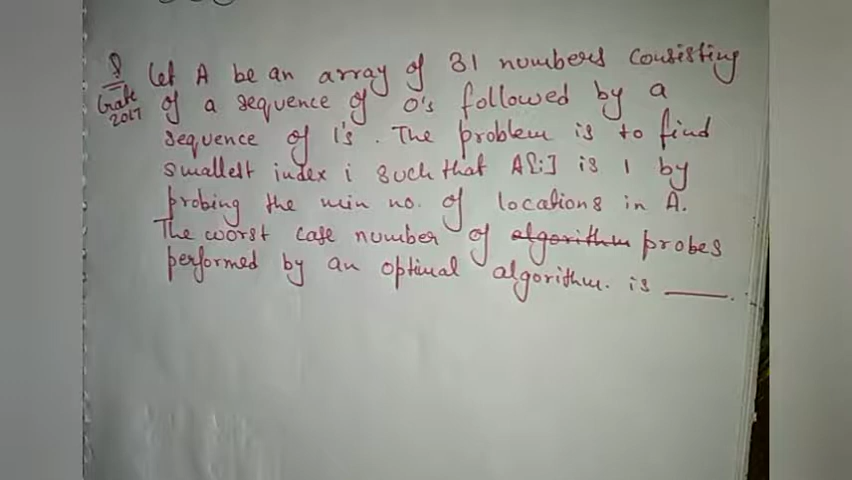 Q Let A be an array of 31 numbers consisting
Gate 2017 of a sequence of 0's followed by a
sequence of 1's. The problem is to find
smallest index i such that A[i] is 1 by
probing the min no. of locations in A.
The worst case number of algorithm probes
performed by an optimal algorithm. is ____.